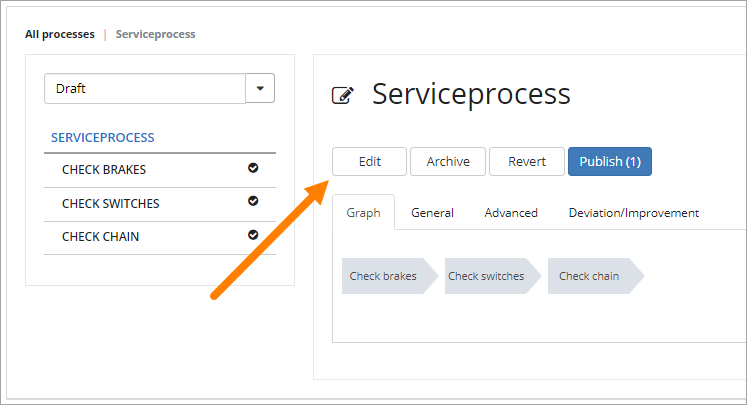 All processes | Serviceprocess
Draft
SERVICEPROCESS
CHECK BRAKES
CHECK SWITCHES
CHECK CHAIN
Serviceprocess
Edit Archive Revert Publish (1)
Graph General Advanced Deviation/Improvement
Check brakes Check switches Check chain